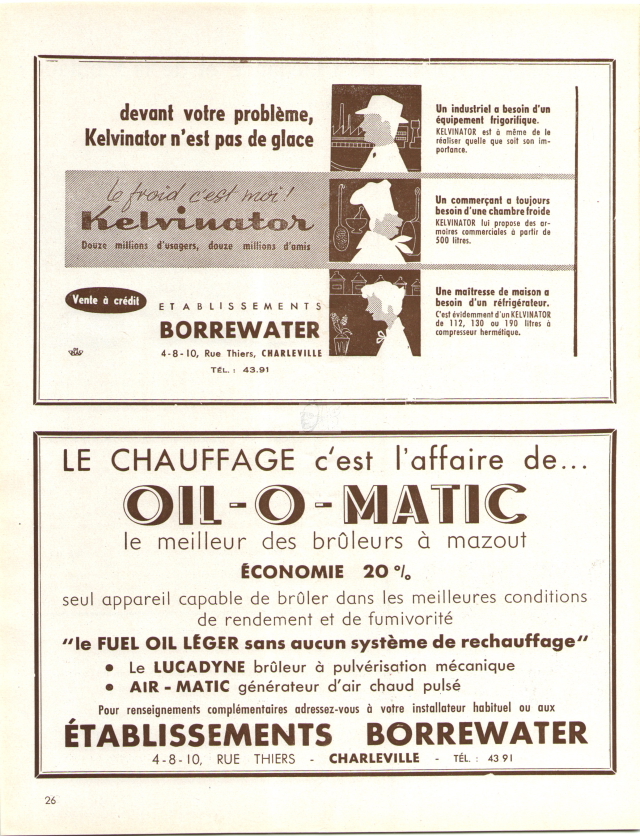 devant votre problème,
Kelvinator n'est pas de glace
le froid c'est moi!
Kelvinator
Douze millions d'usagers, douze millions d'amis
Un industriel a besoin d'un
équipement frigorifique.
KELVINATOR est à même de le
réaliser quelle que soit son im-
portance.
Un commerçant a toujours
besoin d'une chambre froide
KELVINATOR lui propose des ar-
moires commerciales à partir de
500 litres.
Une maîtresse de maison a
besoin d'un réfrigérateur.
C'est évidemment d'un KELVINATOR
de 112, 130 ou 190 litres à
compresseur hermétique.
Vente à crédit
ETABLISSEMENTS
BORREWATER
4-8-10, Rue Thiers, CHARLEVILLE
TÉL. : 43.91
LE CHAUFFAGE c'est l'affaire de...
OIL-O-MATIC
le meilleur des brûleurs à mazout
ÉCONOMIE 20 %
seul appareil capable de brûler dans les meilleures conditions
de rendement et de fumivorité
"le FUEL OIL LÉGER sans aucun système de rechauffage"
• Le LUCADYNE brûleur à pulvérisation mécanique
• AIR-MATIC générateur d'air chaud pulsé
Pour renseignements complémentaires adressez-vous à votre installateur habituel ou aux
ÉTABLISSEMENTS BORREWATER
4-8-10, RUE THIERS - CHARLEVILLE - TÉL. : 43 91
26